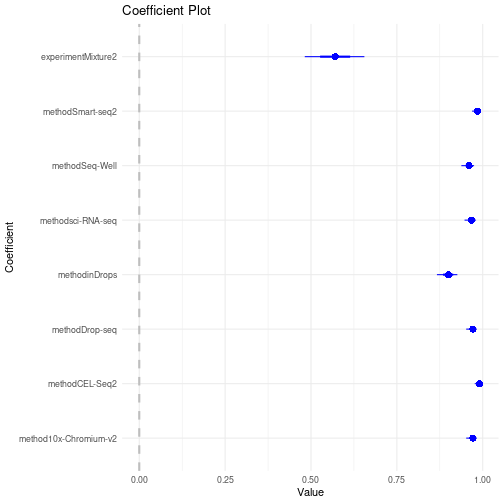 Coefficient Plot
Coefficient
experimentMixture2
methodSmart-seq2
methodSeq-Well
methodsci-RNA-seq
methodinDrops
methodDrop-seq
methodCEL-Seq2
method10x-Chromium-v2
0.00 0.25 0.50 0.75 1.00
Value